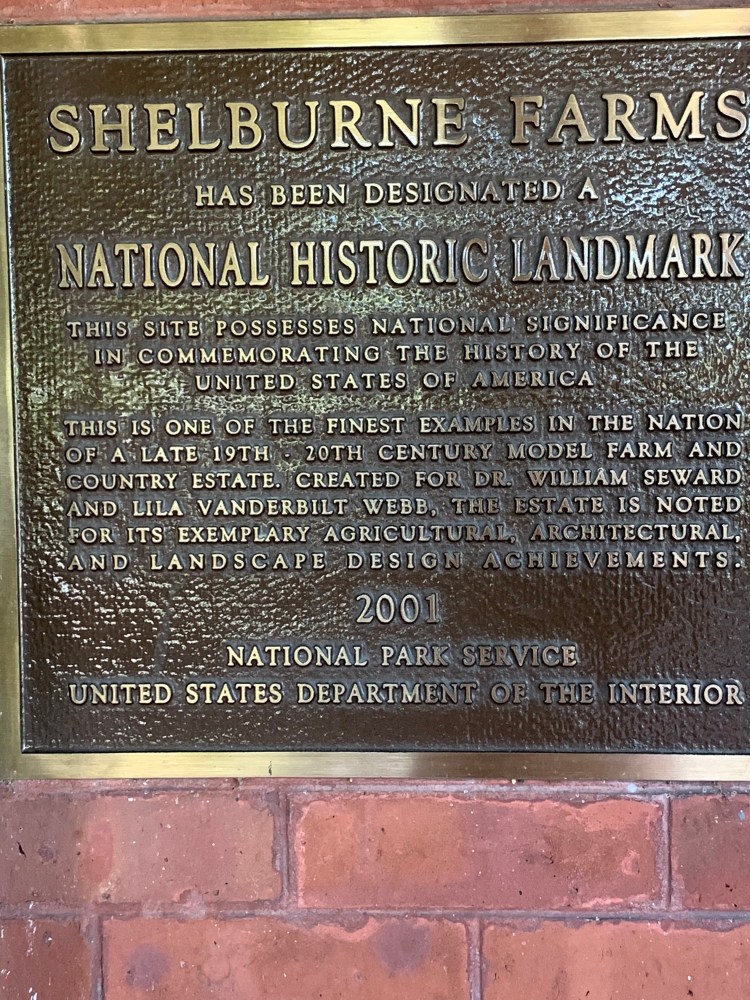 SHELBURNE FARMS
HAS BEEN DESIGNATED A
NATIONAL HISTORIC LANDMARK
THIS SITE POSSESSES NATIONAL SIGNIFICANCE
IN COMMEMORATING THE HISTORY OF THE
UNITED STATES OF AMERICA
THIS IS ONE OF THE FINEST EXAMPLES IN THE NATION
OF A LATE 19TH - 20TH CENTURY MODEL FARM AND
COUNTRY ESTATE. CREATED FOR DR. WILLIAM SEWARD
AND LILA VANDERBILT WEBB, THE ESTATE IS NOTED
FOR ITS EXEMPLARY AGRICULTURAL, ARCHITECTURAL,
AND LANDSCAPE DESIGN ACHIEVEMENTS.
2001
NATIONAL PARK SERVICE
UNITED STATES DEPARTMENT OF THE INTERIOR